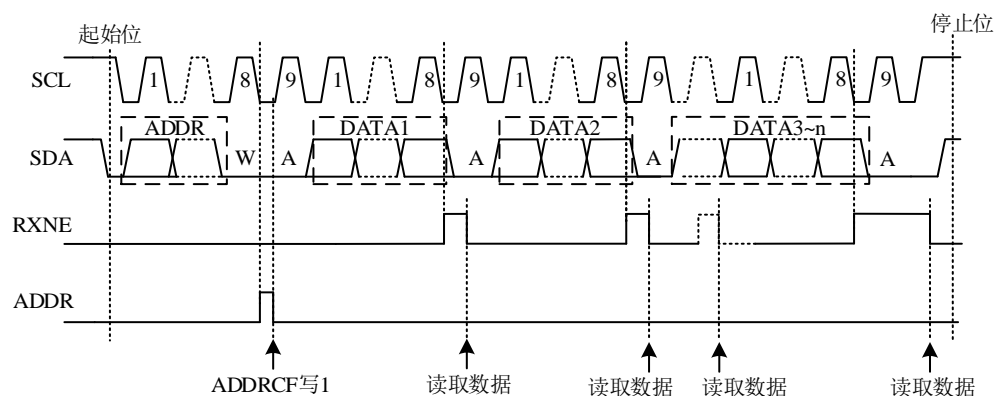 起始位
停止位
SCL 1 8 9 1 8 9 1 8 9 1 8 9
ADDR DATA1 DATA2 DATA3~n
SDA W A A A A
RXNE
ADDR
ADDRCF写1 读取数据 读取数据 读取数据 读取数据